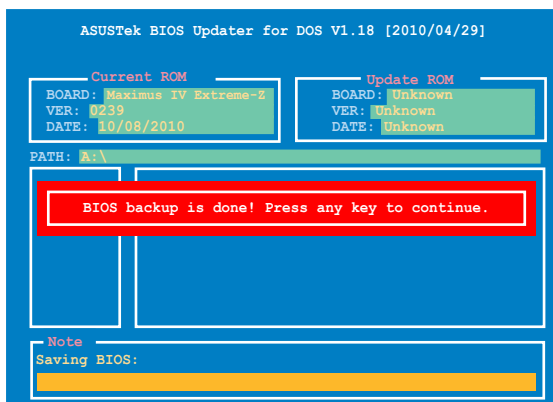 ASUSTek BIOS Updater for DOS V1.18 [2010/04/29]
Current ROM
BOARD: Maximus IV Extreme-Z
VER: 0239
DATE: 10/08/2010
Update ROM
BOARD: Unknown
VER: Unknown
DATE: Unknown
PATH: A:\
BIOS backup is done! Press any key to continue.
Note
Saving BIOS: